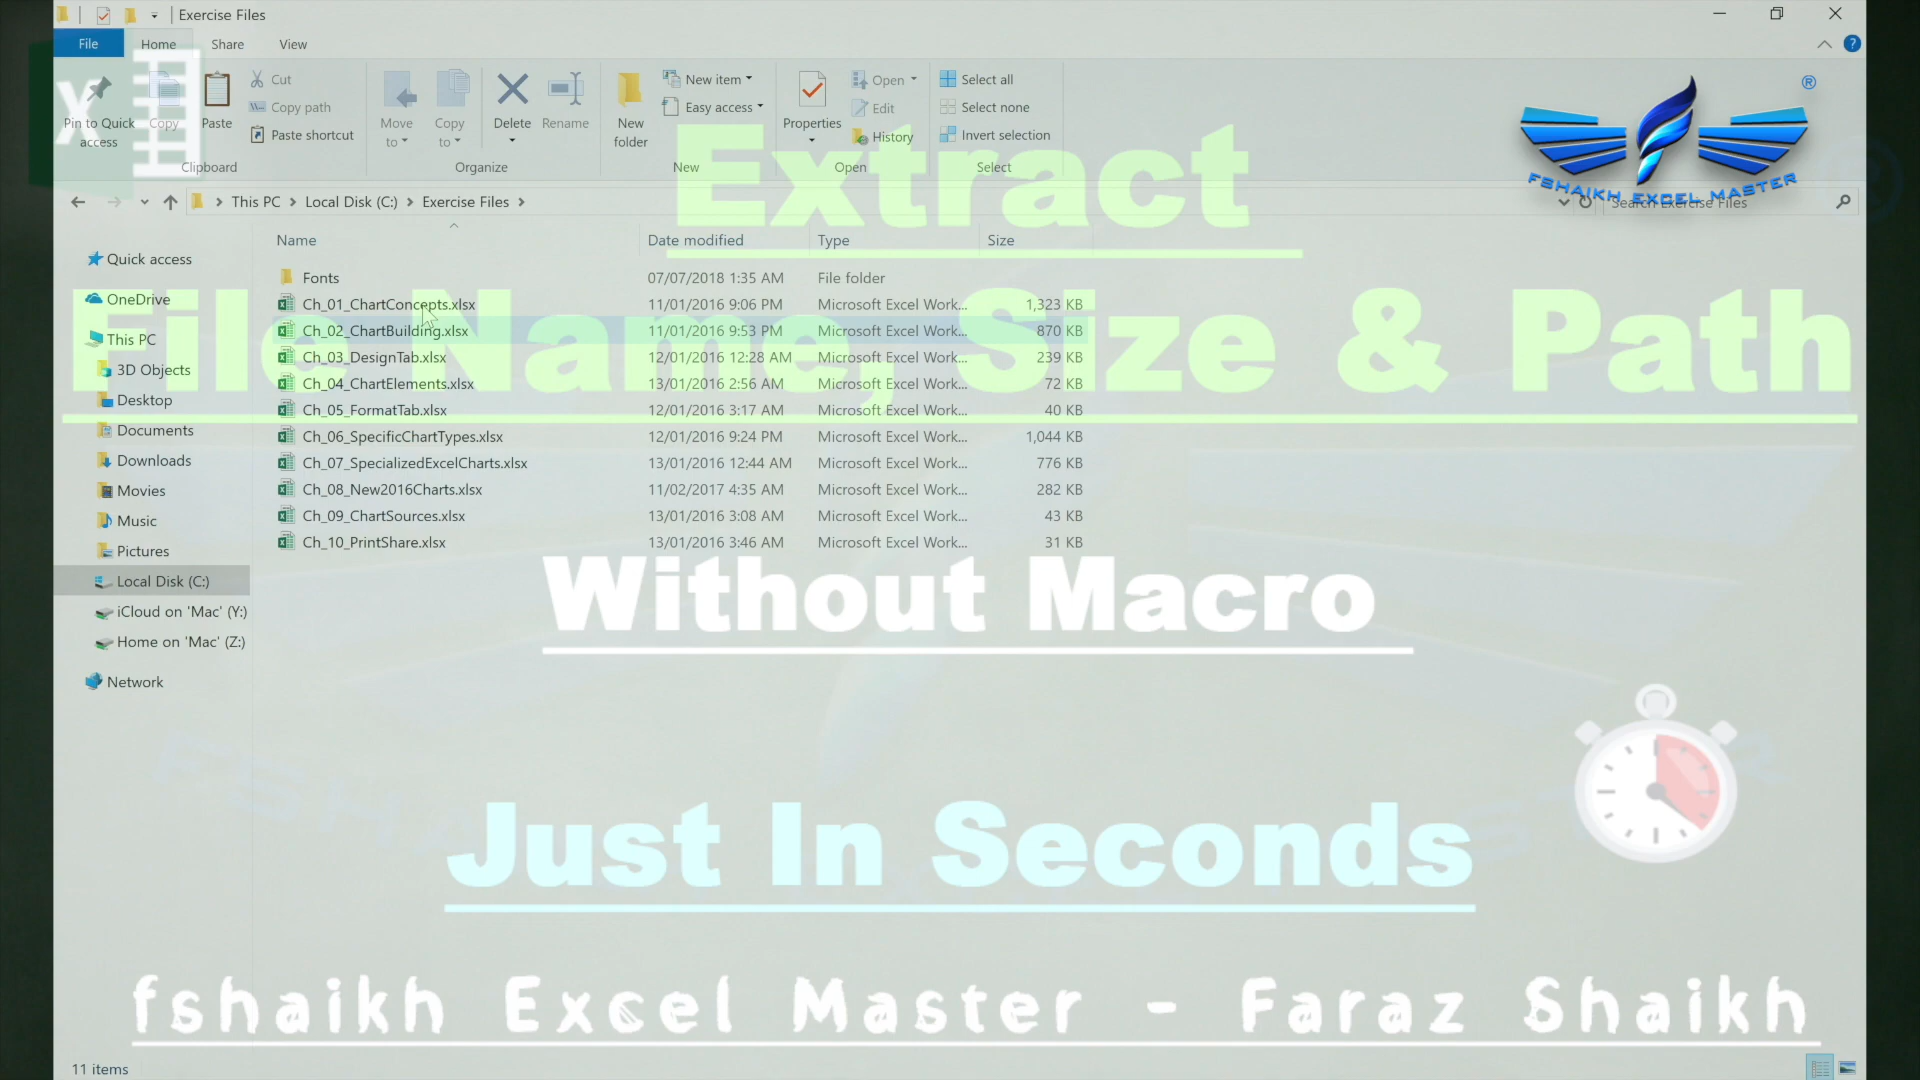 Exercise Files
File Home Share View
Pin to Quick access
Copy
Paste
Cut
Copy path
Paste shortcut
Clipboard
Move to
Copy to
Delete
Rename
Organize
New folder
New item
Easy access
New
Properties
Open
Edit
History
Open
Select all
Select none
Invert selection
Select
FSHAIKH EXCEL MASTER
®
This PC > Local Disk (C:) > Exercise Files >
Search Exercise Files
Extract
File Name, Size & Path
Without Macro
Just In Seconds
fshaikh Excel Master - Faraz Shaikh
Quick access
OneDrive
This PC
3D Objects
Desktop
Documents
Downloads
Movies
Music
Pictures
Local Disk (C:)
iCloud on 'Mac' (Y:)
Home on 'Mac' (Z:)
Network
Name Date modified Type Size
Fonts 07/07/2018 1:35 AM File folder
Ch_01_ChartConcepts.xlsx 11/01/2016 9:06 PM Microsoft Excel Work... 1,323 KB
Ch_02_ChartBuilding.xlsx 11/01/2016 9:53 PM Microsoft Excel Work... 870 KB
Ch_03_DesignTab.xlsx 12/01/2016 12:28 AM Microsoft Excel Work... 239 KB
Ch_04_ChartElements.xlsx 13/01/2016 2:56 AM Microsoft Excel Work... 72 KB
Ch_05_FormatTab.xlsx 12/01/2016 3:17 AM Microsoft Excel Work... 40 KB
Ch_06_SpecificChartTypes.xlsx 12/01/2016 9:24 PM Microsoft Excel Work... 1,044 KB
Ch_07_SpecializedExcelCharts.xlsx 13/01/2016 12:44 AM Microsoft Excel Work... 776 KB
Ch_08_New2016Charts.xlsx 11/02/2017 4:35 AM Microsoft Excel Work... 282 KB
Ch_09_ChartSources.xlsx 13/01/2016 3:08 AM Microsoft Excel Work... 43 KB
Ch_10_PrintShare.xlsx 13/01/2016 3:46 AM Microsoft Excel Work... 31 KB
11 items